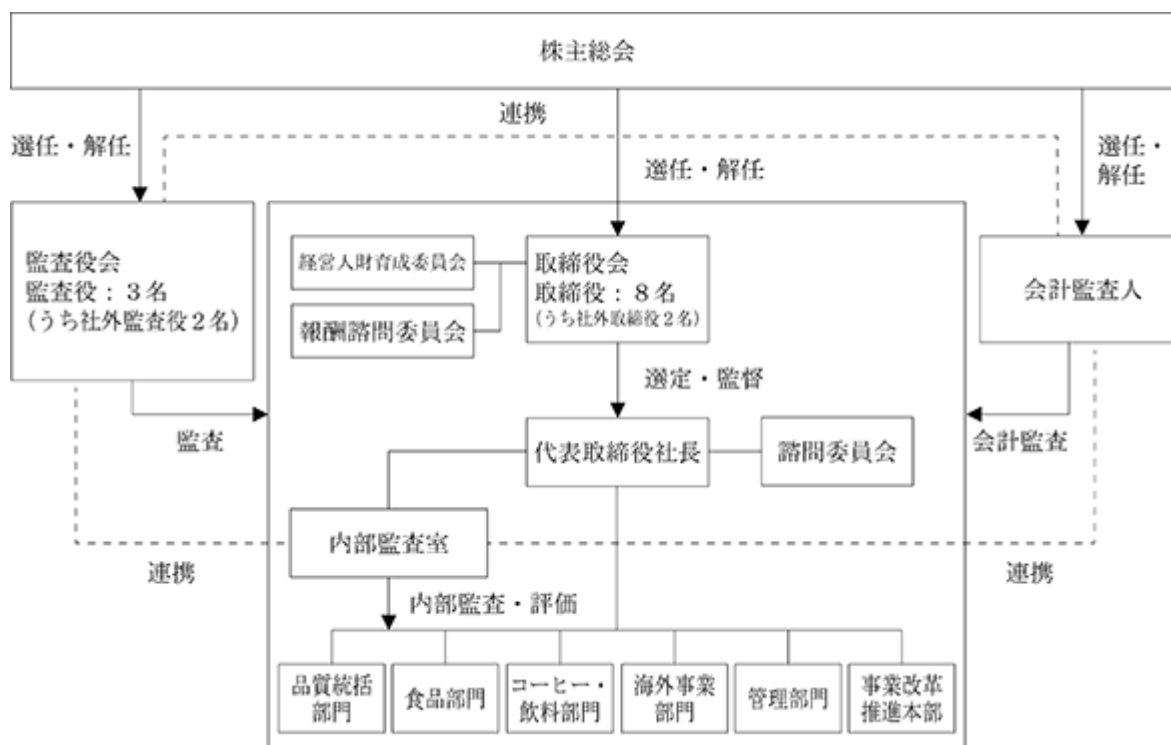 株主総会
連携
選任・解任
選任・解任
選任・
解任
監査役会
監査役：３名
(うち社外監査役２名)
経営人財育成委員会
報酬諮問委員会
取締役会
取締役：８名
(うち社外取締役２名)
会計監査人
選定・監督
監査
会計監査
代表取締役社長
諮問委員会
内部監査室
連携
連携
内部監査・評価
品質統括
部門
食品部門
コーヒー・
飲料部門
海外事業
部門
管理部門
事業改革
推進本部